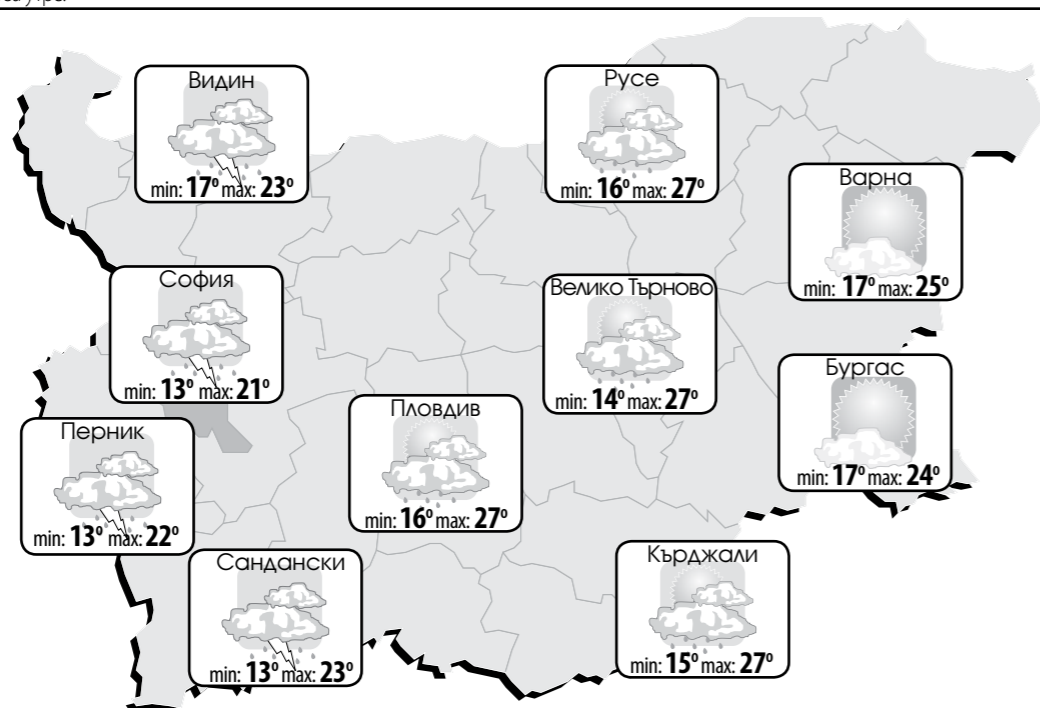 Видин
min: 17° max: 23°
Русе
min: 16° max: 27°
Варна
min: 17° max: 25°
София
min: 13° max: 21°
Велико Търново
min: 14° max: 27°
Бургас
min: 17° max: 24°
Пловдив
min: 16° max: 27°
Перник
min: 13° max: 22°
Сандански
min: 13° max: 23°
Кърджали
min: 15° max: 27°